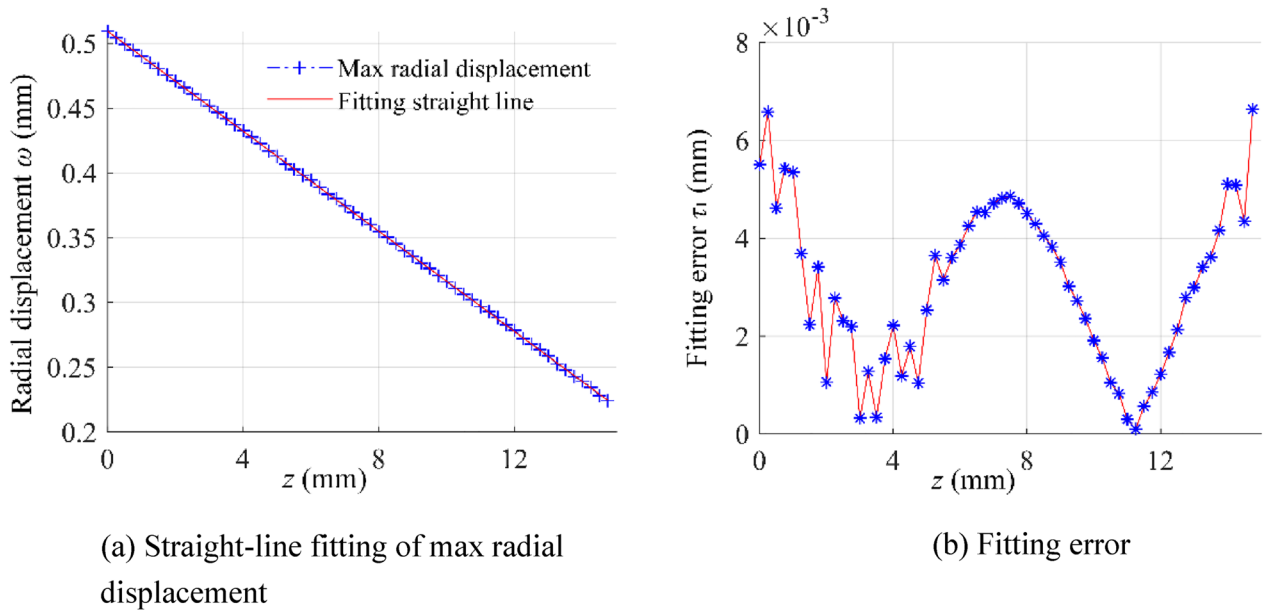 0.5
0.45
0.4
0.35
0.3
0.25
0.2
0
4
8
12
Radial displacement ω (mm)
z (mm)
Max radial displacement
Fitting straight line
(a) Straight-line fitting of max radial
displacement
×10⁻³
8
6
4
2
0
0
4
8
12
Fitting error τ₁ (mm)
z (mm)
(b) Fitting error